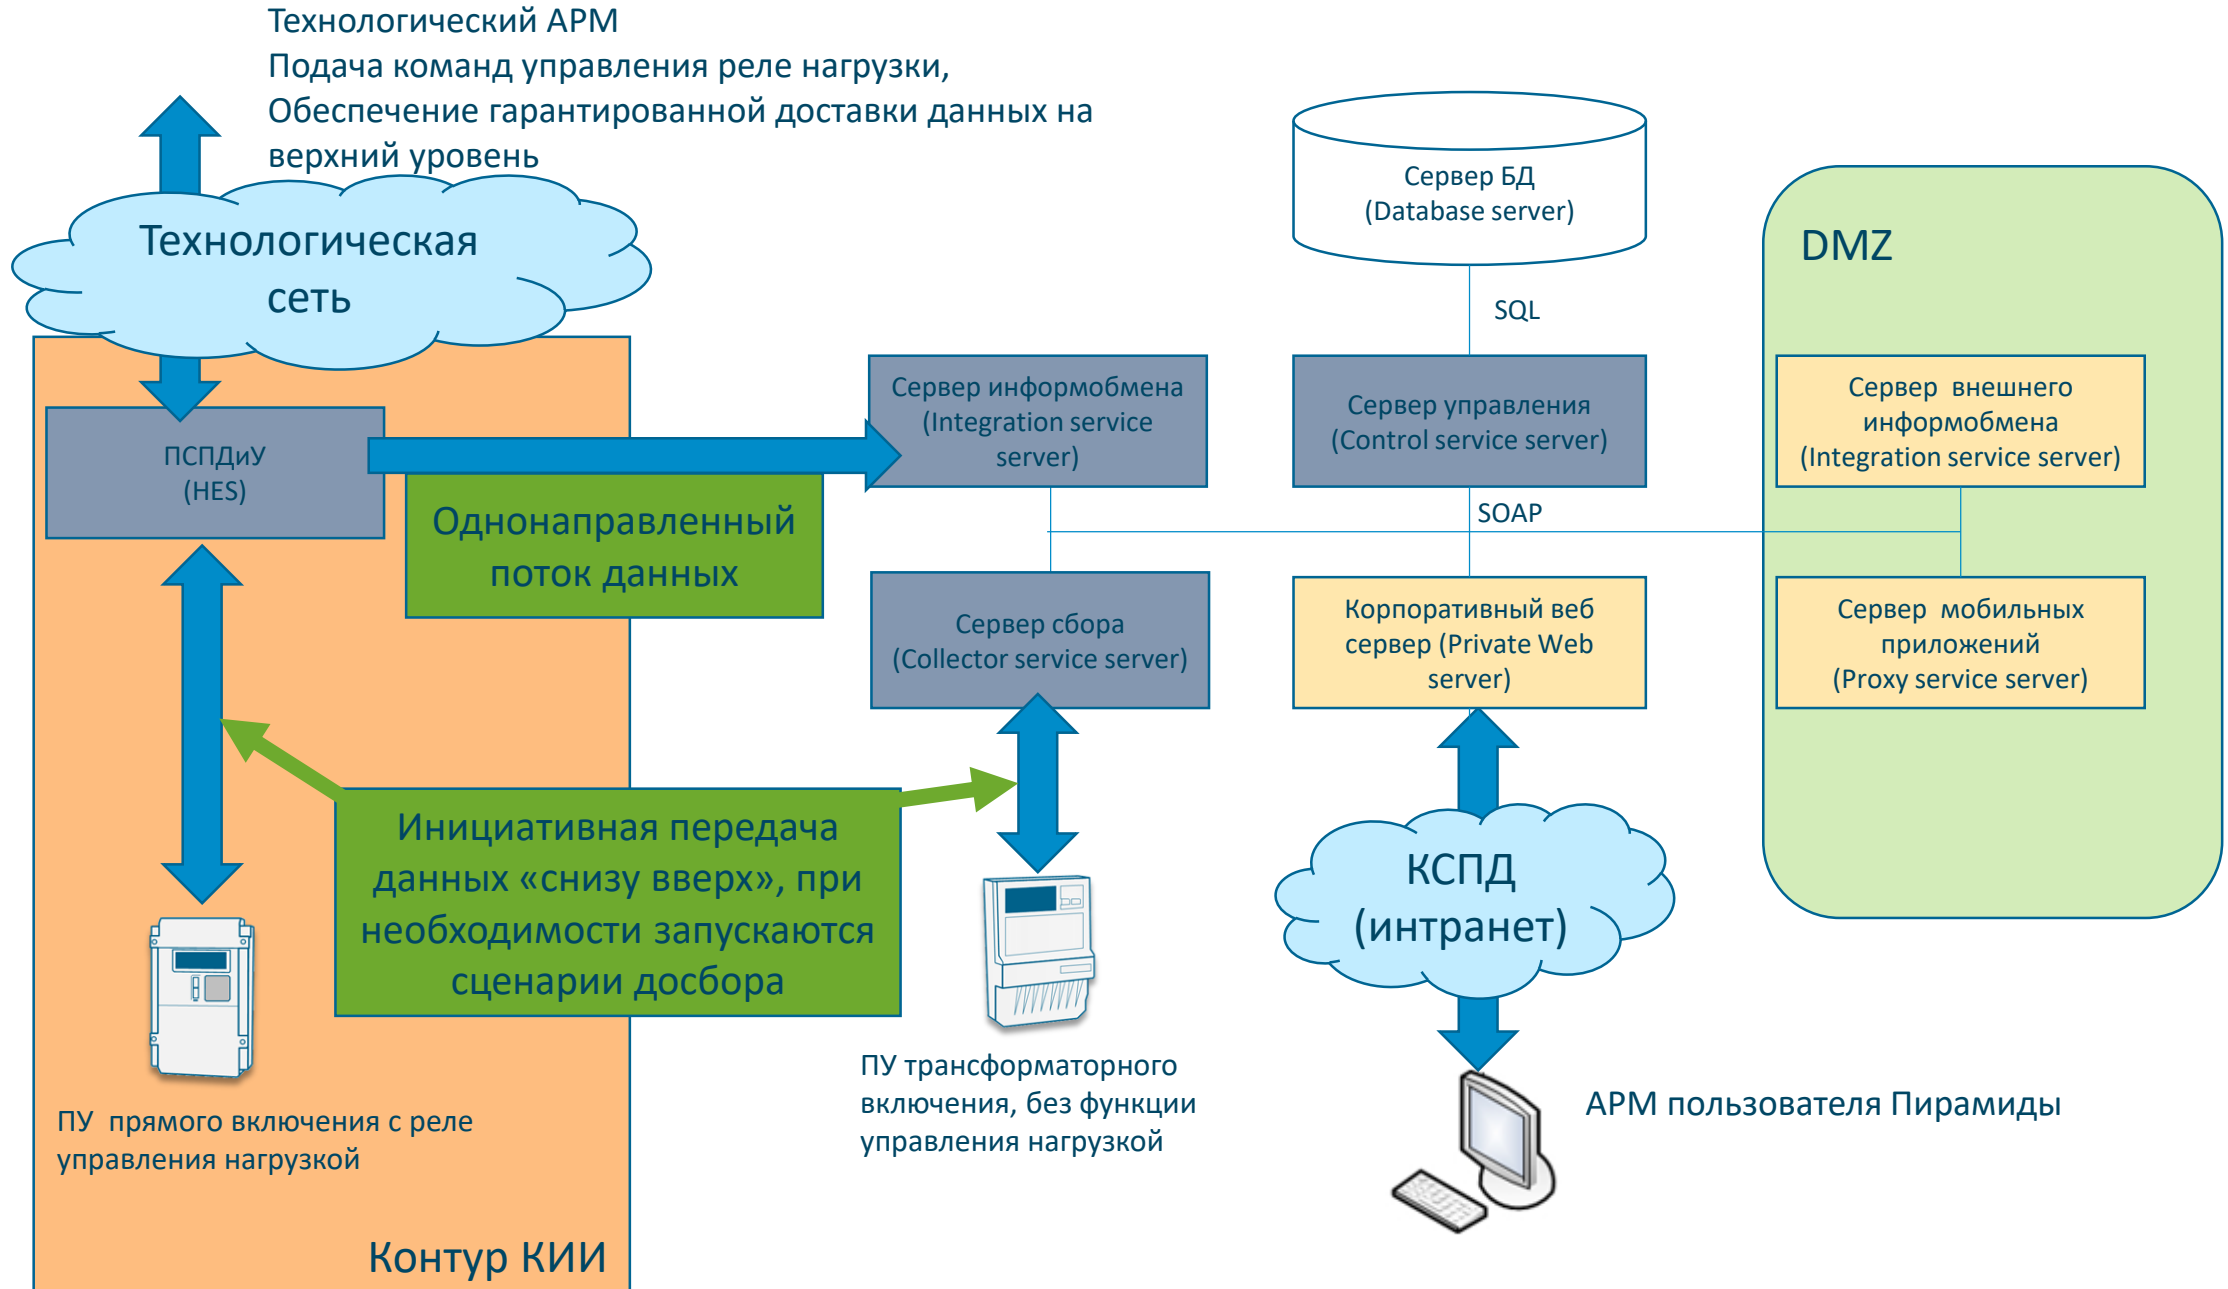 Технологический АРМ
Подача команд управления реле нагрузки,
Обеспечение гарантированной доставки данных на
верхний уровень
Технологическая
сеть
Сервер БД
(Database server)
DMZ
SQL
ПСПДиУ
(HES)
Сервер информобмена
(Integration service
server)
Сервер управления
(Control service server)
Сервер внешнего
информобмена
(Integration service server)
Однонаправленный
поток данных
SOAP
Сервер сбора
(Collector service server)
Корпоративный веб
сервер (Private Web
server)
Сервер мобильных
приложений
(Proxy service server)
Инициативная передача
данных «снизу вверх», при
необходимости запускаются
сценарии досбора
КСПД
(интранет)
ПУ прямого включения с реле
управления нагрузкой
ПУ трансформаторного
включения, без функции
управления нагрузкой
АРМ пользователя Пирамиды
Контур КИИ